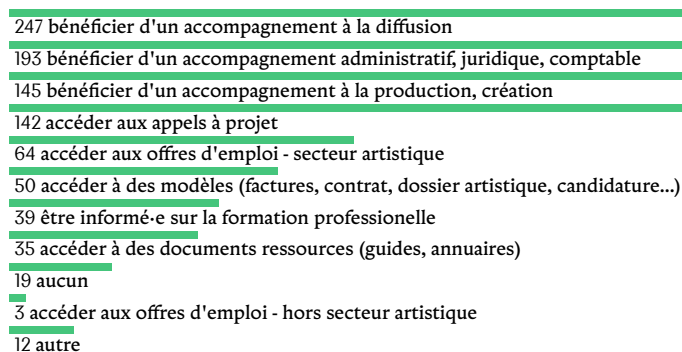 247 bénéficier d'un accompagnement à la diffusion
193 bénéficier d'un accompagnement administratif, juridique, comptable
145 bénéficier d'un accompagnement à la production, création
142 accéder aux appels à projet
64 accéder aux offres d'emploi - secteur artistique
50 accéder à des modèles (factures, contrat, dossier artistique, candidature...)
39 être informé·e sur la formation professionelle
35 accéder à des documents ressources (guides, annuaires)
19 aucun
3 accéder aux offres d'emploi - hors secteur artistique
12 autre